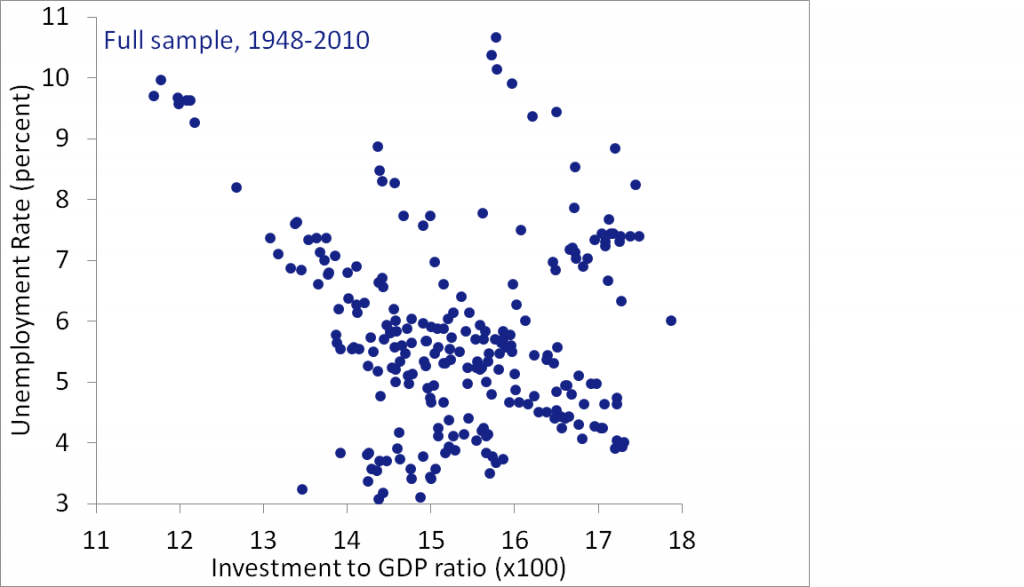 Full sample, 1948-2010
Unemployment Rate (percent)
11
10
9
8
7
6
5
4
3
11 12 13 14 15 16 17 18
Investment to GDP ratio (x100)